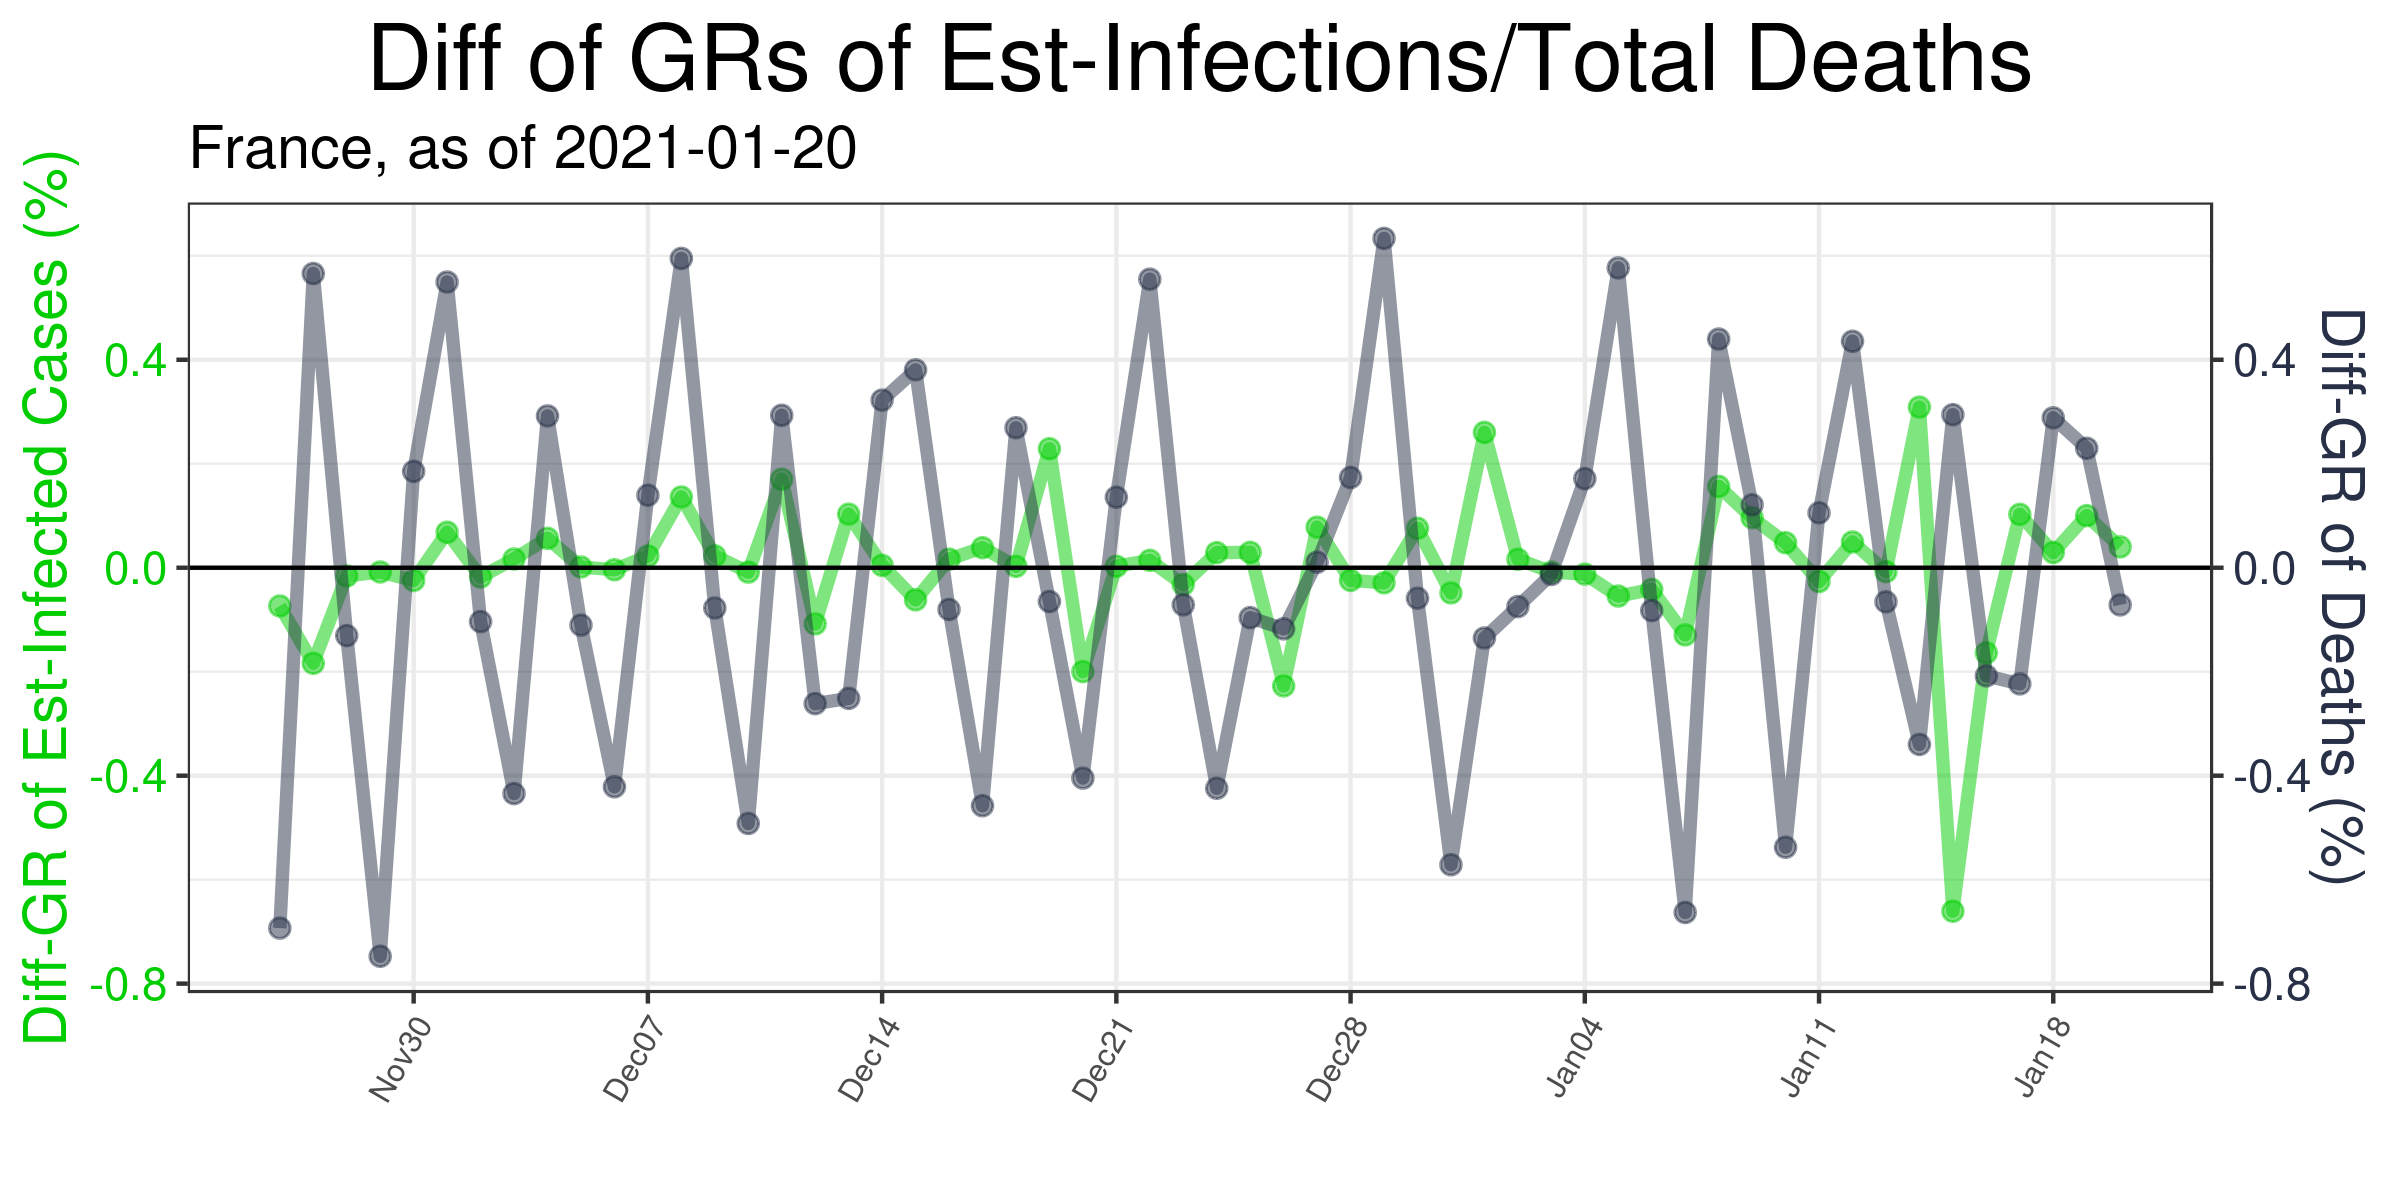 Diff of GRs of Est-Infections/Total Deaths
France, as of 2021-01-20
Diff-GR of Est-Infected Cases (%)
0.4
0.0
-0.4
-0.8
0.4
0.0
-0.4
-0.8
Diff-GR of Deaths (%)
Nov30
Dec07
Dec14
Dec21
Dec28
Jan04
Jan11
Jan18